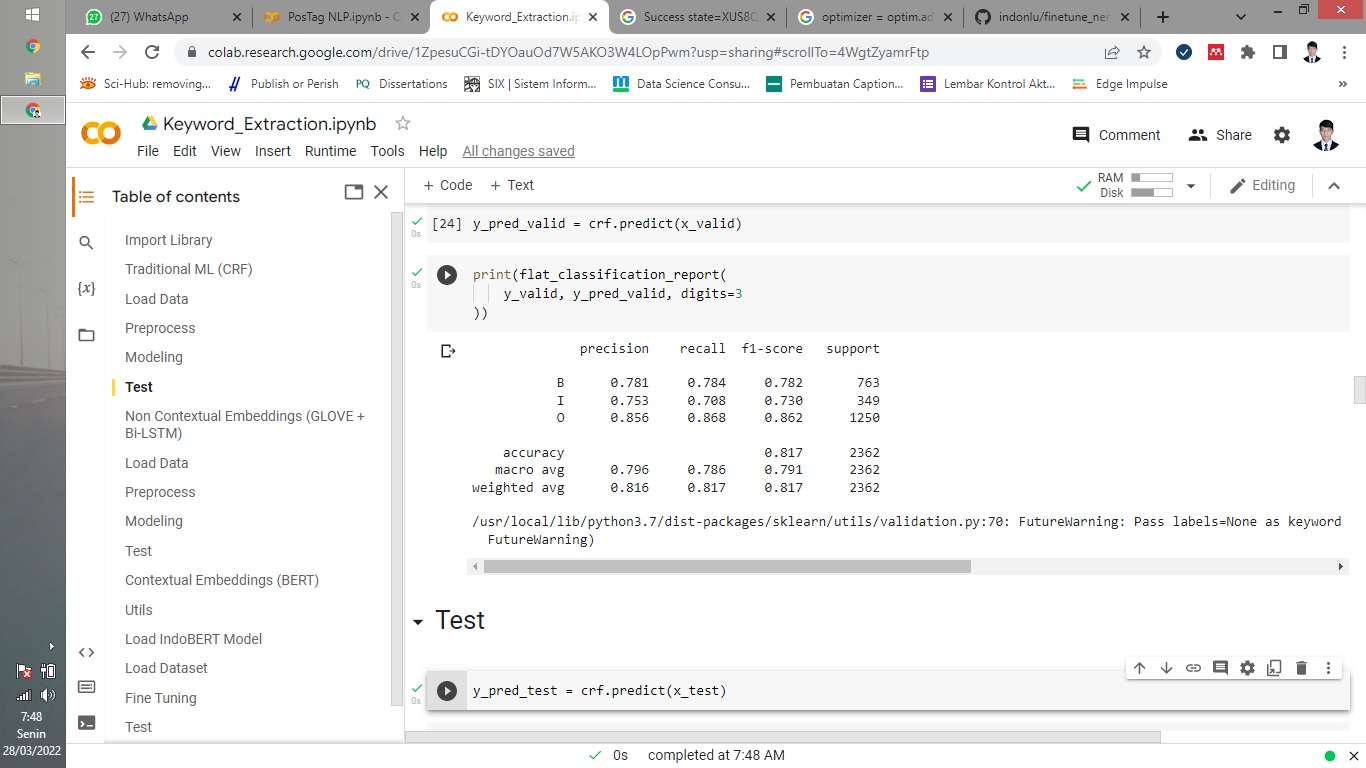 (27) WhatsApp
PosTag NLP.ipynb - C
Keyword_Extraction.ip
Success state=XUS8C
optimizer = optim.ad
indonlu/finetune_ner
colab.research.google.com/drive/1ZpesuCGi-tDYOauOd7W5AKO3W4LOpPwm?usp=sharing#scrollTo=4WgtZyamrFtp
Sci-Hub: removing...
Publish or Perish
PQ Dissertations
SIX | Sistem Inform...
Data Science Consu...
Pembuatan Caption...
Lembar Kontrol Akt...
Edge Impulse
»
Keyword_Extraction.ipynb
Comment
Share
File Edit View Insert Runtime Tools Help All changes saved
Table of contents
+ Code + Text
RAM
Disk
Editing
Import Library
Traditional ML (CRF)
Load Data
Preprocess
Modeling
Test
Non Contextual Embeddings (GLOVE +
Bi-LSTM)
Load Data
Preprocess
Modeling
Test
Contextual Embeddings (BERT)
Utils
Load IndoBERT Model
Load Dataset
Fine Tuning
Test
{x}
<>
0s
[24] y_pred_valid = crf.predict(x_valid)
0s
print(flat_classification_report(
y_valid, y_pred_valid, digits=3
))
precision recall f1-score support
B 0.781 0.784 0.782 763
I 0.753 0.708 0.730 349
O 0.856 0.868 0.862 1250
accuracy 0.817 2362
macro avg 0.796 0.786 0.791 2362
weighted avg 0.816 0.817 0.817 2362
/usr/local/lib/python3.7/dist-packages/sklearn/utils/validation.py:70: FutureWarning: Pass labels=None as keyword
FutureWarning)
Test
0s
y_pred_test = crf.predict(x_test)
0s completed at 7:48 AM
7:48
Senin
28/03/2022